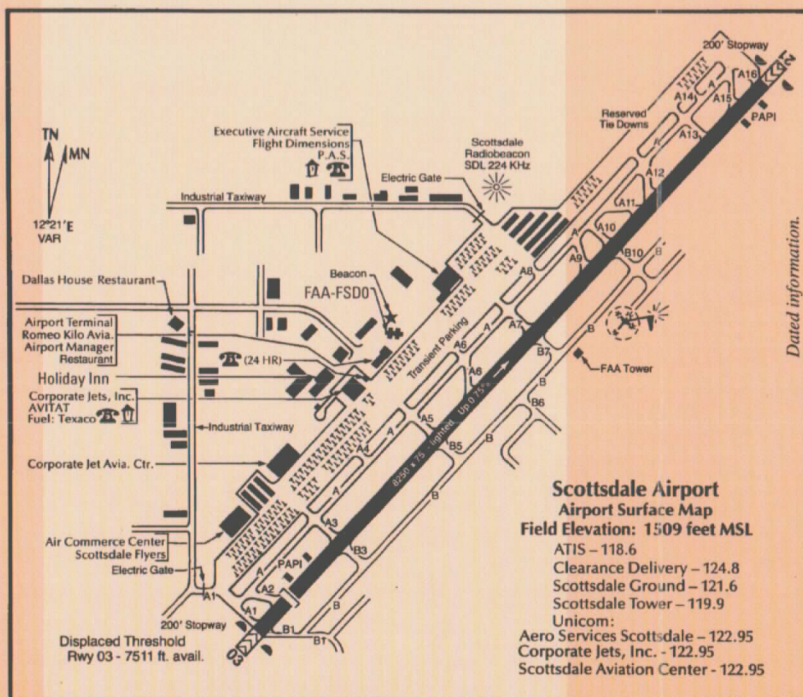 200' Stopway
21
A16
A15
A14
PAPI
Reserved
Tie Downs
A13
Executive Aircraft Service
Flight Dimensions
P.A.S.
Scottsdale
Radiobeacon
SDL 224 KHz
TN
MN
12°21'E
VAR
Electric Gate
Industrial Taxiway
A
A12
A11
A10
A9
A8
B10
B
Dated information.
Dallas House Restaurant
Beacon
FAA-FSD0
Airport Terminal
Romeo Kilo Avia.
Airport Manager
Restaurant
(24 HR)
Transient Parking
A
A7
A6
A6
B7
B
FAA Tower
Holiday Inn
Corporate Jets, Inc.
AVITAT
Fuel: Texaco
Industrial Taxiway
A
A5
A4
B6
B5
B
8250 x 75 - lighted Up 0.75%
Corporate Jet Avia. Ctr.
A
A3
B3
B
Air Commerce Center
Scottsdale Flyers
Electric Gate
PAPI
A
A2
A1
A1
B1
B1
200' Stopway
03
Displaced Threshold
Rwy 03 - 7511 ft. avail.
Scottsdale Airport
Airport Surface Map
Field Elevation: 1509 feet MSL
ATIS – 118.6
Clearance Delivery – 124.8
Scottsdale Ground – 121.6
Scottsdale Tower – 119.9
Unicom:
Aero Services Scottsdale – 122.95
Corporate Jets, Inc. - 122.95
Scottsdale Aviation Center - 122.95